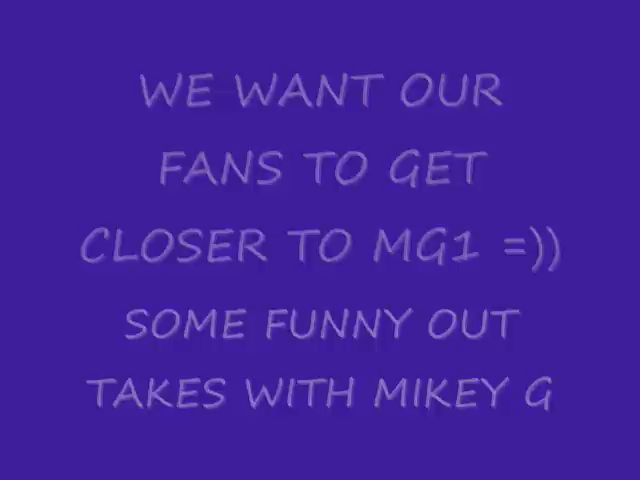 WE WANT OUR
FANS TO GET
CLOSER TO MG1 =))
SOME FUNNY OUT
TAKES WITH MIKEY G